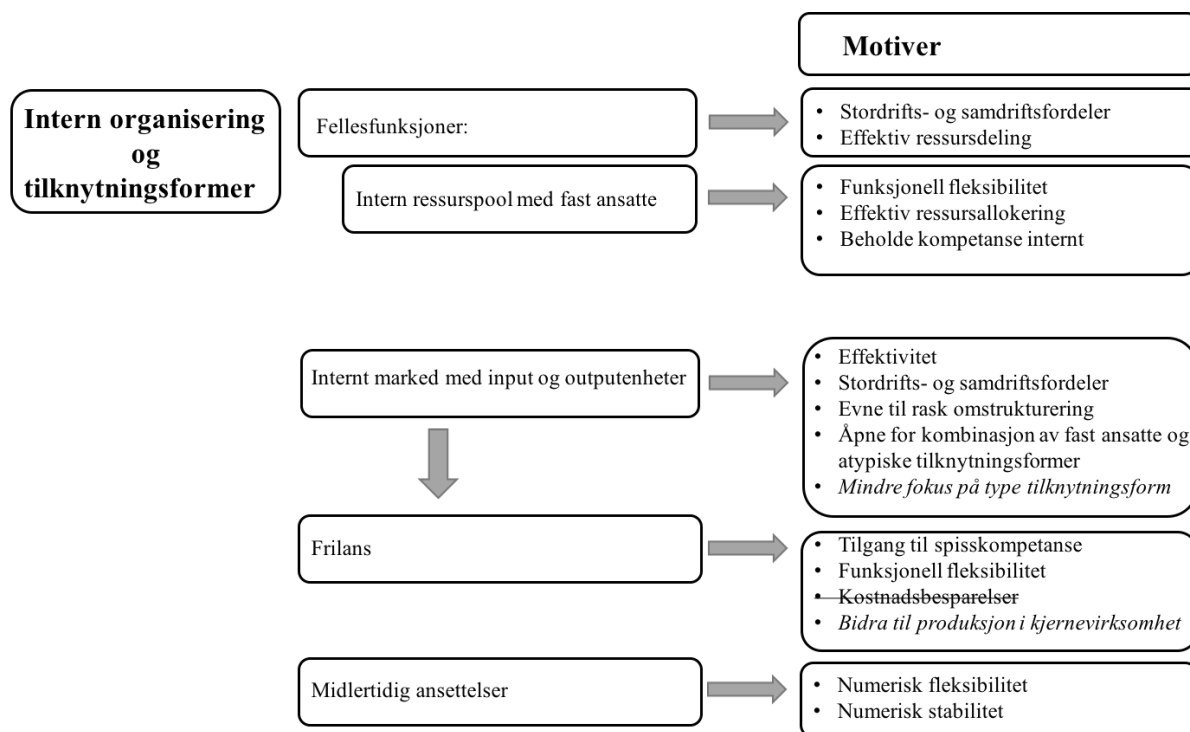 Motiver
Intern organisering
og
tilknytningsformer
Fellesfunksjoner:
• Stordrifts- og samdriftsfordeler
• Effektiv ressursdeling
Intern ressurspool med fast ansatte
• Funksjonell fleksibilitet
• Effektiv ressursallokering
• Beholde kompetanse internt
Internt marked med input og outputenheter
• Effektivitet
• Stordrifts- og samdriftsfordeler
• Evne til rask omstrukturering
• Åpne for kombinasjon av fast ansatte og
atypiske tilknytningsformer
• Mindre fokus på type tilknytningsform
Frilans
• Tilgang til spisskompetanse
• Funksjonell fleksibilitet
• Kostnadsbesparelser
• Bidra til produksjon i kjernevirksomhet
Midlertidig ansettelser
• Numerisk fleksibilitet
• Numerisk stabilitet